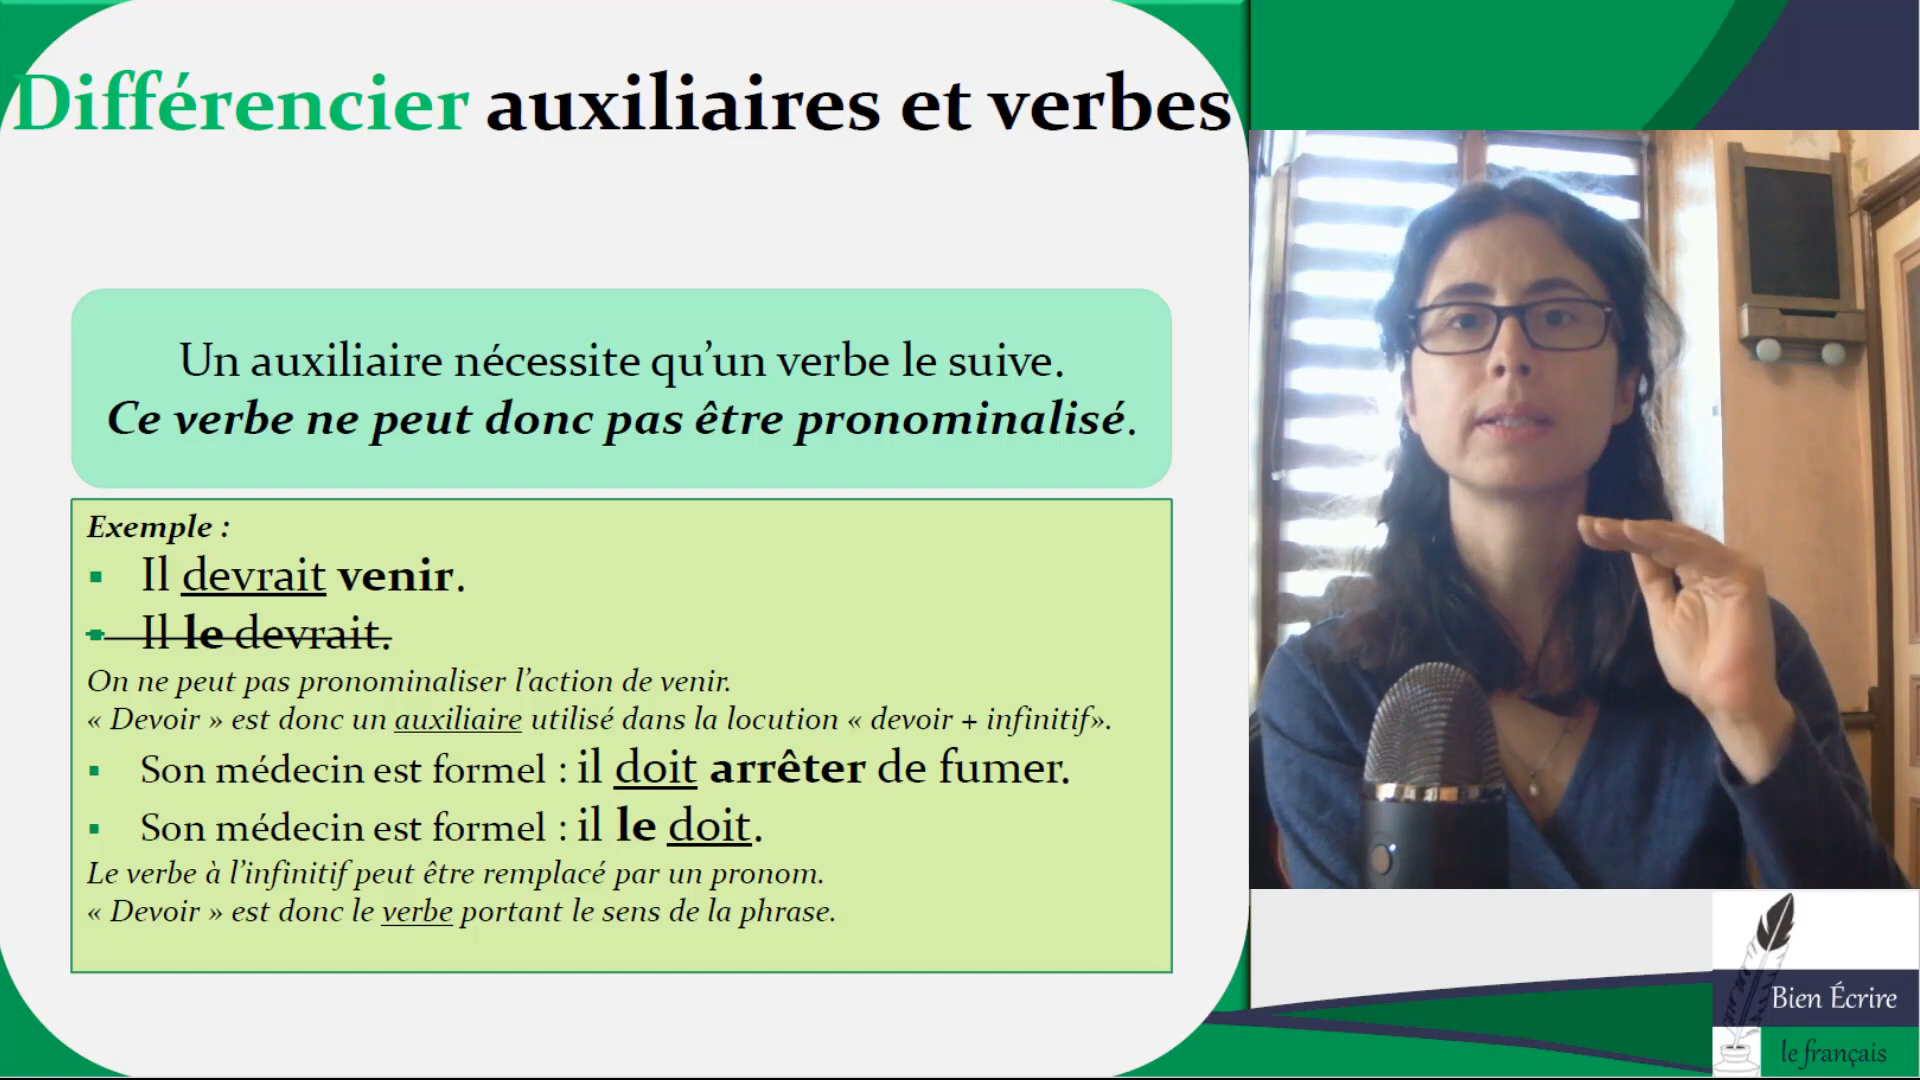 Différencier auxiliaires et verbes
Un auxiliaire nécessite qu’un verbe le suive.
Ce verbe ne peut donc pas être pronominalisé.
Exemple :
▪ Il devrait venir.
▪ Il le devrait.
On ne peut pas pronominaliser l’action de venir.
« Devoir » est donc un auxiliaire utilisé dans la locution « devoir + infinitif».
▪ Son médecin est formel : il doit arrêter de fumer.
▪ Son médecin est formel : il le doit.
Le verbe à l’infinitif peut être remplacé par un pronom.
« Devoir » est donc le verbe portant le sens de la phrase.
Bien Écrire
le français